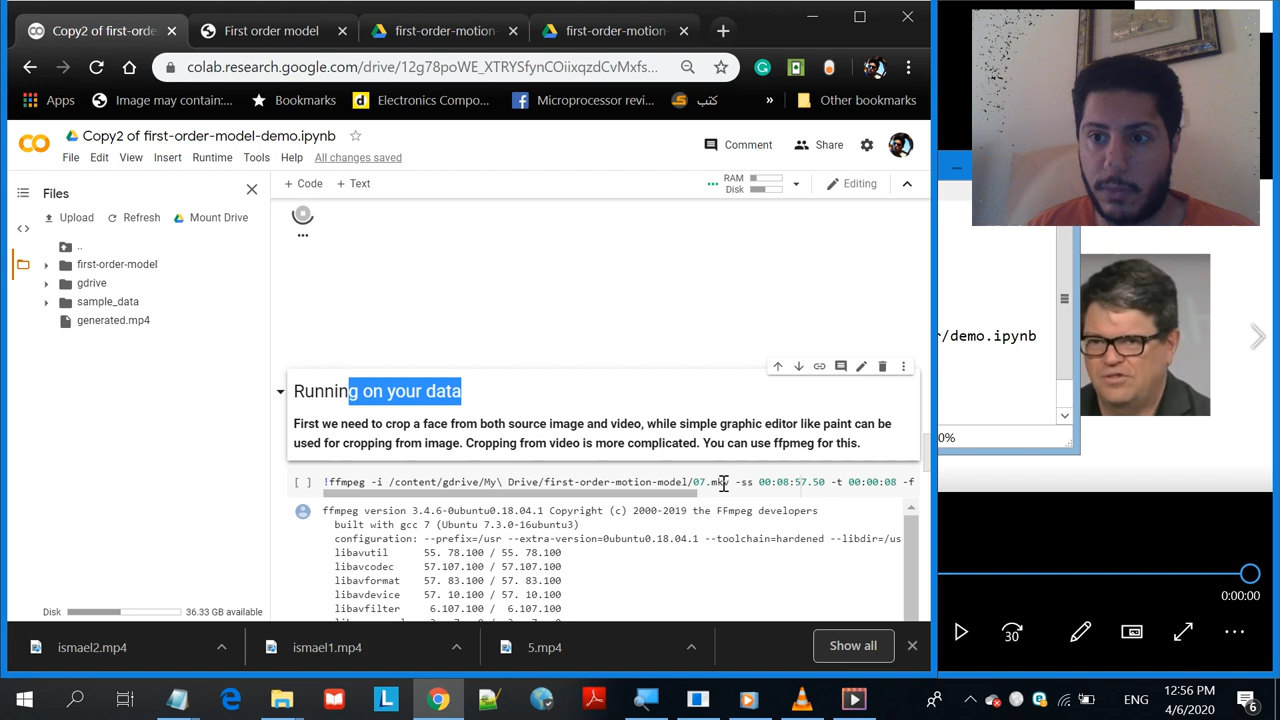 Copy2 of first-orde
First order model
first-order-motion-
first-order-motion-
colab.research.google.com/drive/12g78poWE_XTRYSfynCOiixqzdCvMxfs...
Apps
Image may contain:...
Bookmarks
Electronics Compo...
Microprocessor revi...
كتب
»
Other bookmarks
Copy2 of first-order-model-demo.ipynb
File Edit View Insert Runtime Tools Help All changes saved
Comment
Share
Files
+ Code + Text
RAM
Disk
Editing
Upload Refresh Mount Drive
..
first-order-model
gdrive
sample_data
generated.mp4
Running on your data
First we need to crop a face from both source image and video, while simple graphic editor like paint can be
used for cropping from image. Cropping from video is more complicated. You can use ffpmeg for this.
[ ] !ffmpeg -i /content/gdrive/My\ Drive/first-order-motion-model/07.mkv -ss 00:08:57.50 -t 00:00:08 -f
ffmpeg version 3.4.6-0ubuntu0.18.04.1 Copyright (c) 2000-2019 the FFmpeg developers
built with gcc 7 (Ubuntu 7.3.0-16ubuntu3)
configuration: --prefix=/usr --extra-version=0ubuntu0.18.04.1 --toolchain=hardened --libdir=/us
libavutil 55. 78.100 / 55. 78.100
libavcodec 57.107.100 / 57.107.100
libavformat 57. 83.100 / 57. 83.100
libavdevice 57. 10.100 / 57. 10.100
libavfilter 6.107.100 / 6.107.100
Disk 36.33 GB available
r/demo.ipynb
0%
0:00:00
30
ismael2.mp4
ismael1.mp4
5.mp4
Show all
ENG
12:56 PM
4/6/2020
6